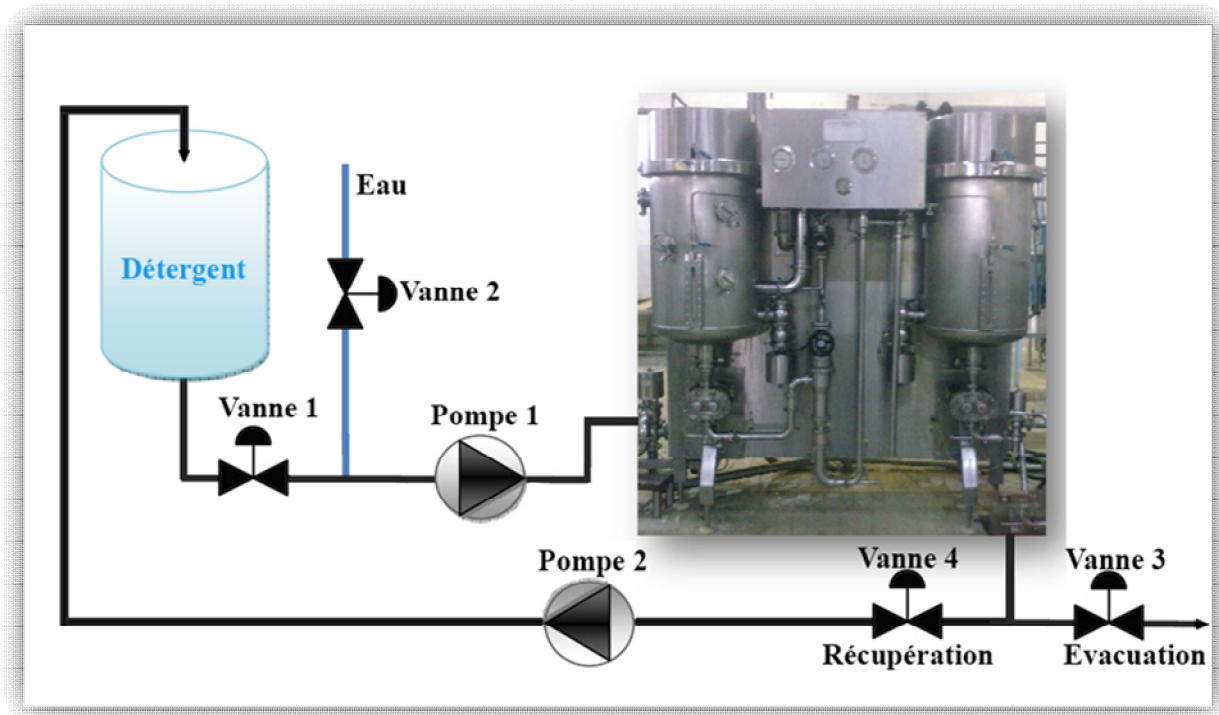 Eau
Détergent
Vanne 2
Vanne 1
Pompe 1
Pompe 2
Vanne 4
Vanne 3
Récupération
Evacuation